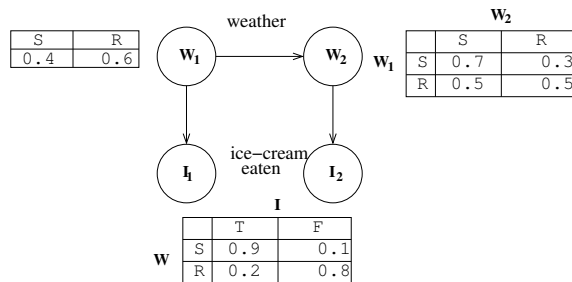 weather
W2
S R
0.4 0.6
W1
W2
W1
S R
S 0.7 0.3
R 0.5 0.5
ice-cream
eaten
I1
I2
I
W
T F
S 0.9 0.1
R 0.2 0.8